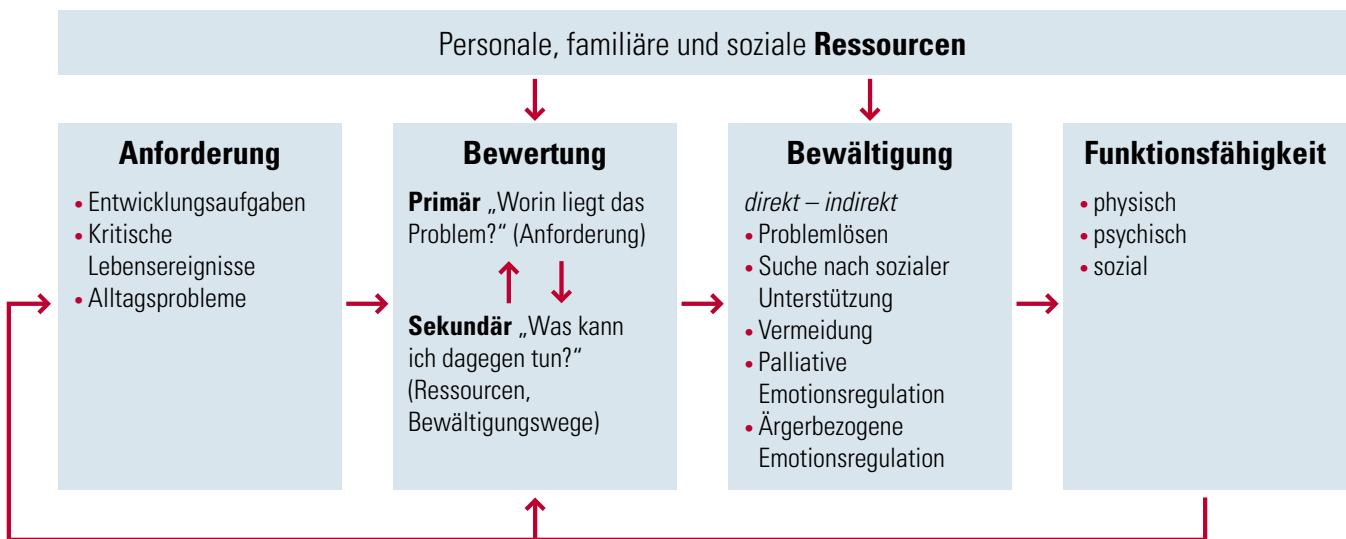 Personale, familiäre und soziale Ressourcen
Anforderung
• Entwicklungsaufgaben
• Kritische
Lebensereignisse
• Alltagsprobleme
Bewertung
Primär „Worin liegt das
Problem?“ (Anforderung)
Sekundär „Was kann
ich dagegen tun?“
(Ressourcen,
Bewältigungswege)
Bewältigung
direkt – indirekt
• Problemlösen
• Suche nach sozialer
Unterstützung
• Vermeidung
• Palliative
Emotionsregulation
• Ärgerbezogene
Emotionsregulation
Funktionsfähigkeit
• physisch
• psychisch
• sozial